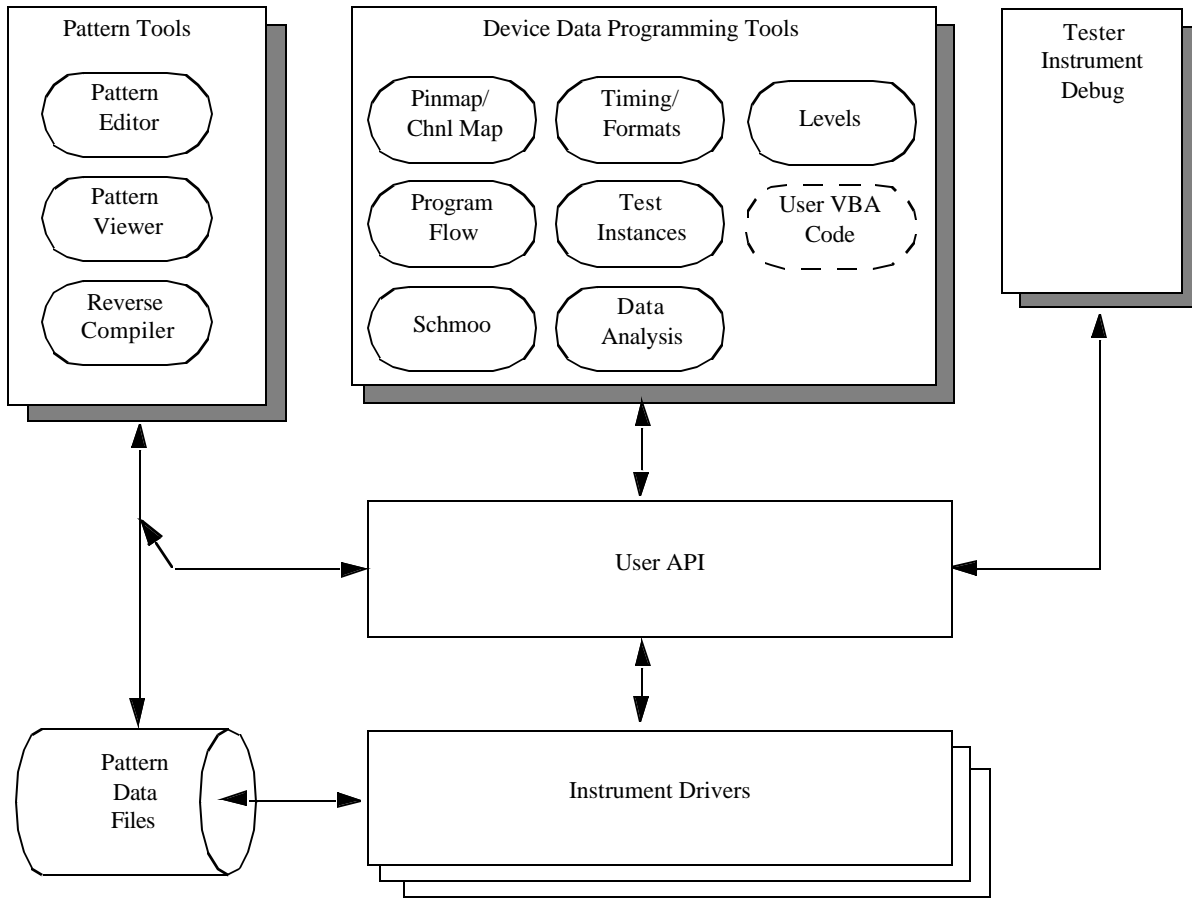 Pattern Tools
Pattern
Editor
Pattern
Viewer
Reverse
Compiler
Device Data Programming Tools
Pinmap/
Chnl Map
Timing/
Formats
Levels
Program
Flow
Test
Instances
User VBA
Code
Schmoo
Data
Analysis
Tester
Instrument
Debug
User API
Pattern
Data
Files
Instrument Drivers